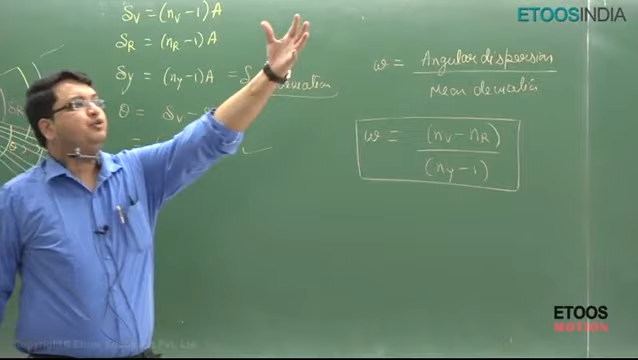 δV = (nV − 1) A
δR = (nR − 1) A
δy = (ny − 1) A = δ
θ = δV −
ω = Angular dispersion
Mean deviation
ω = (nV − nR)
(ny − 1)
ETOOSINDIA
ETOOS
MOTION